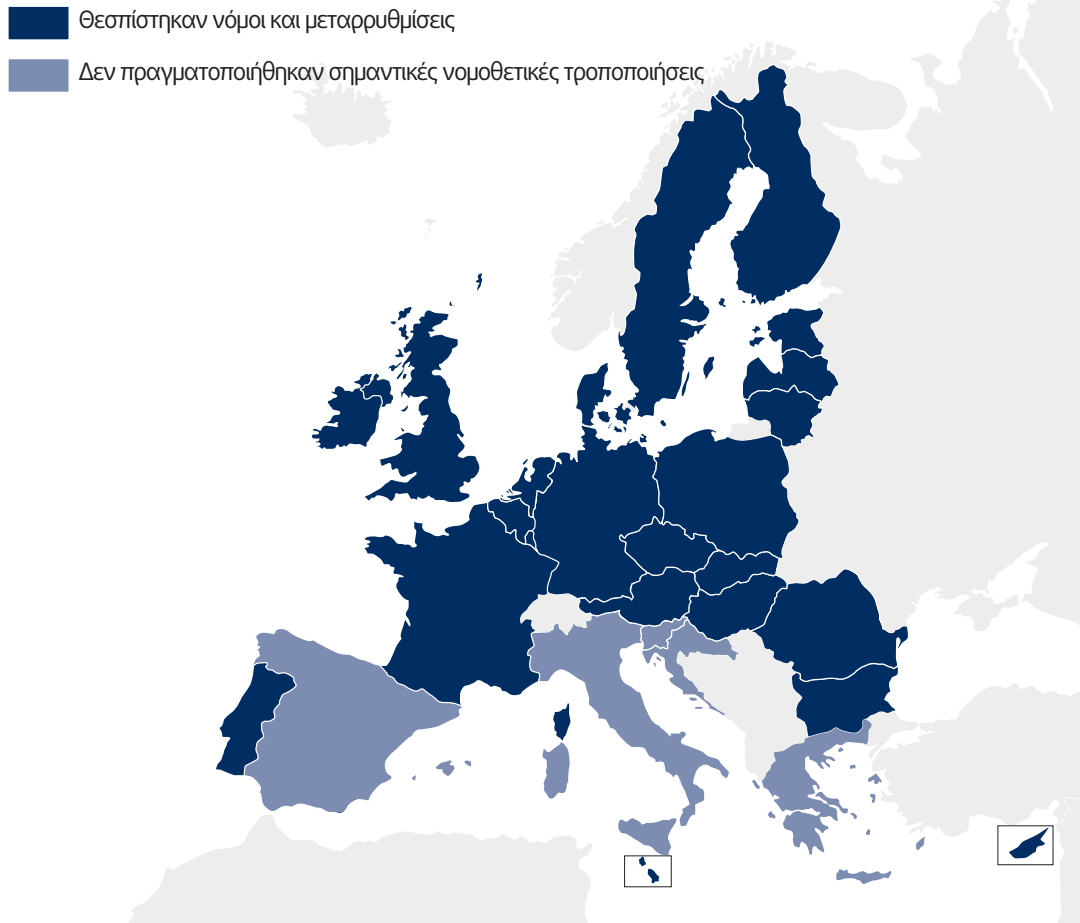 Θεσπίστηκαν νόμοι και μεταρρυθμίσεις
Δεν πραγματοποιήθηκαν σημαντικές νομοθετικές τροποποιήσεις